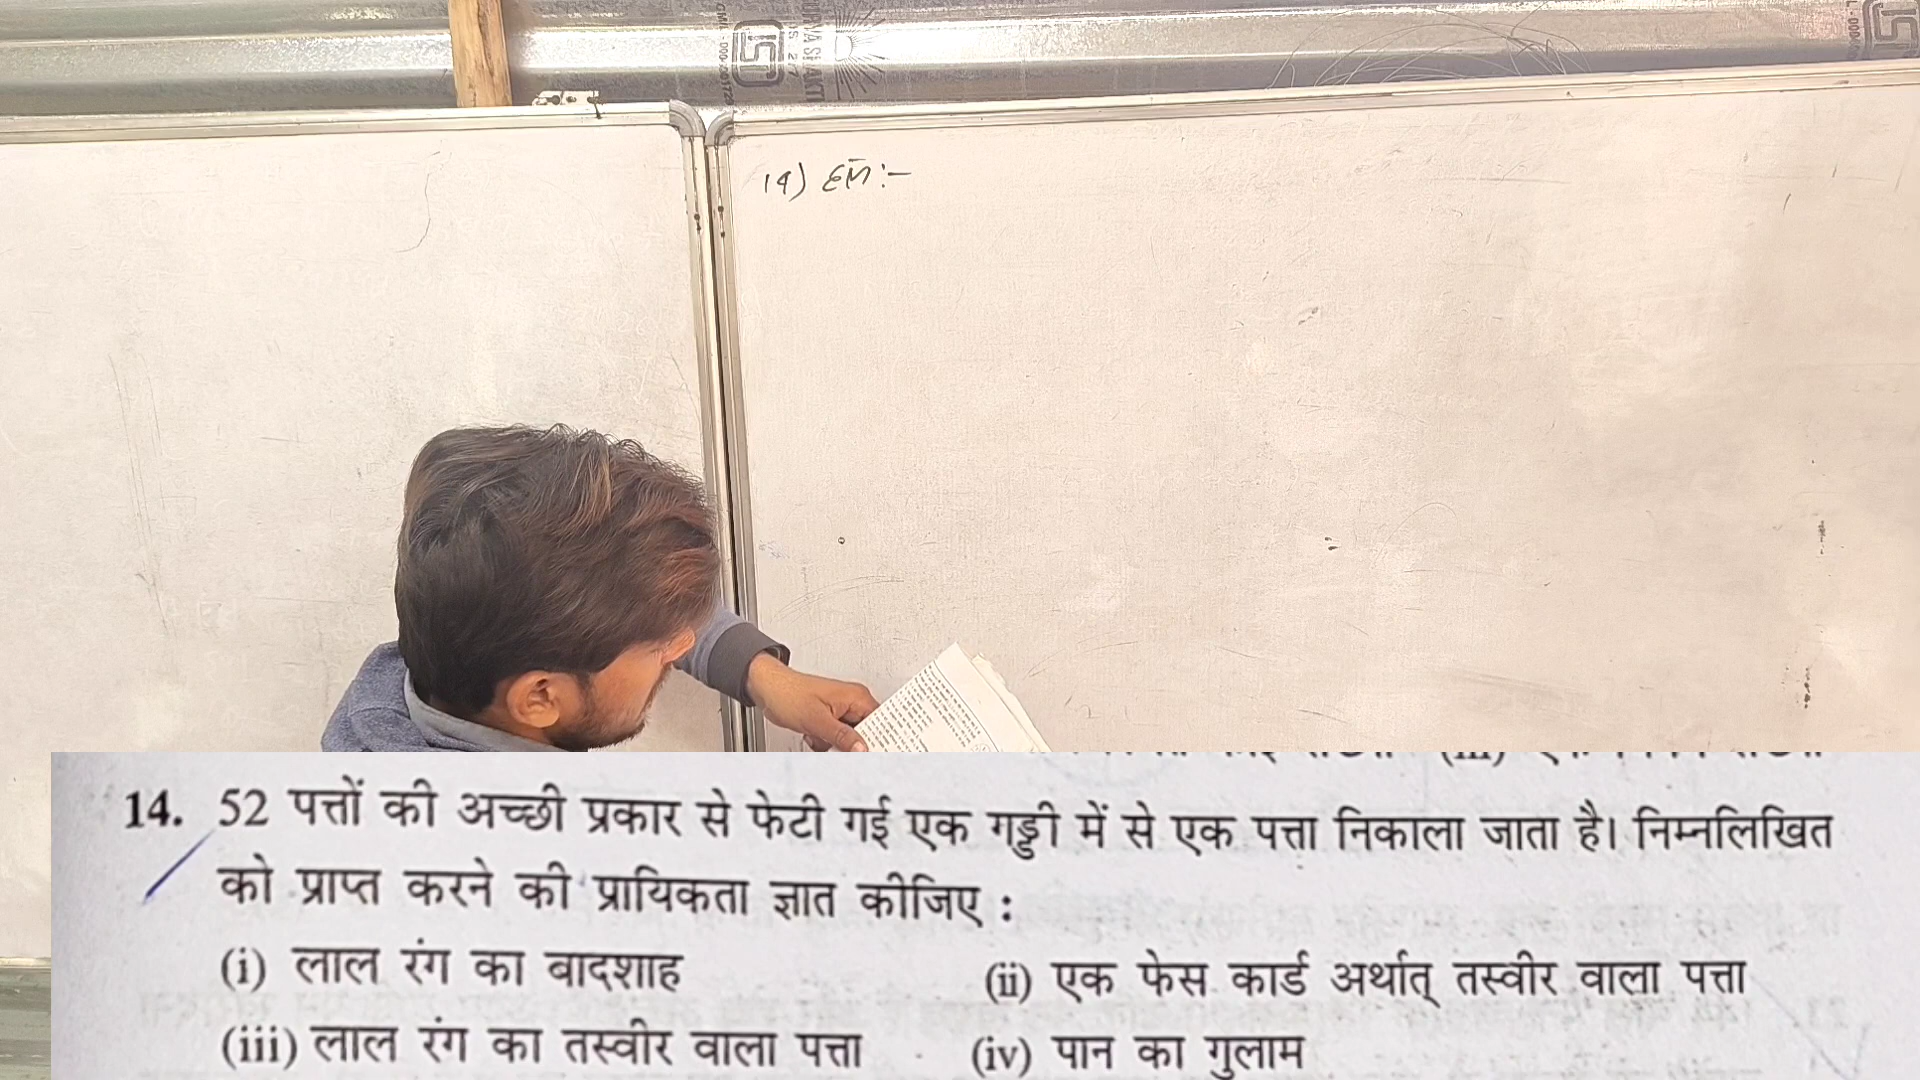 14) हल:-
14. 52 पत्तों की अच्छी प्रकार से फेटी गई एक गड्डी में से एक पत्ता निकाला जाता है। निम्नलिखित
को प्राप्त करने की प्रायिकता ज्ञात कीजिए :
(i) लाल रंग का बादशाह (ii) एक फेस कार्ड अर्थात् तस्वीर वाला पत्ता
(iii) लाल रंग का तस्वीर वाला पत्ता (iv) पान का गुलाम